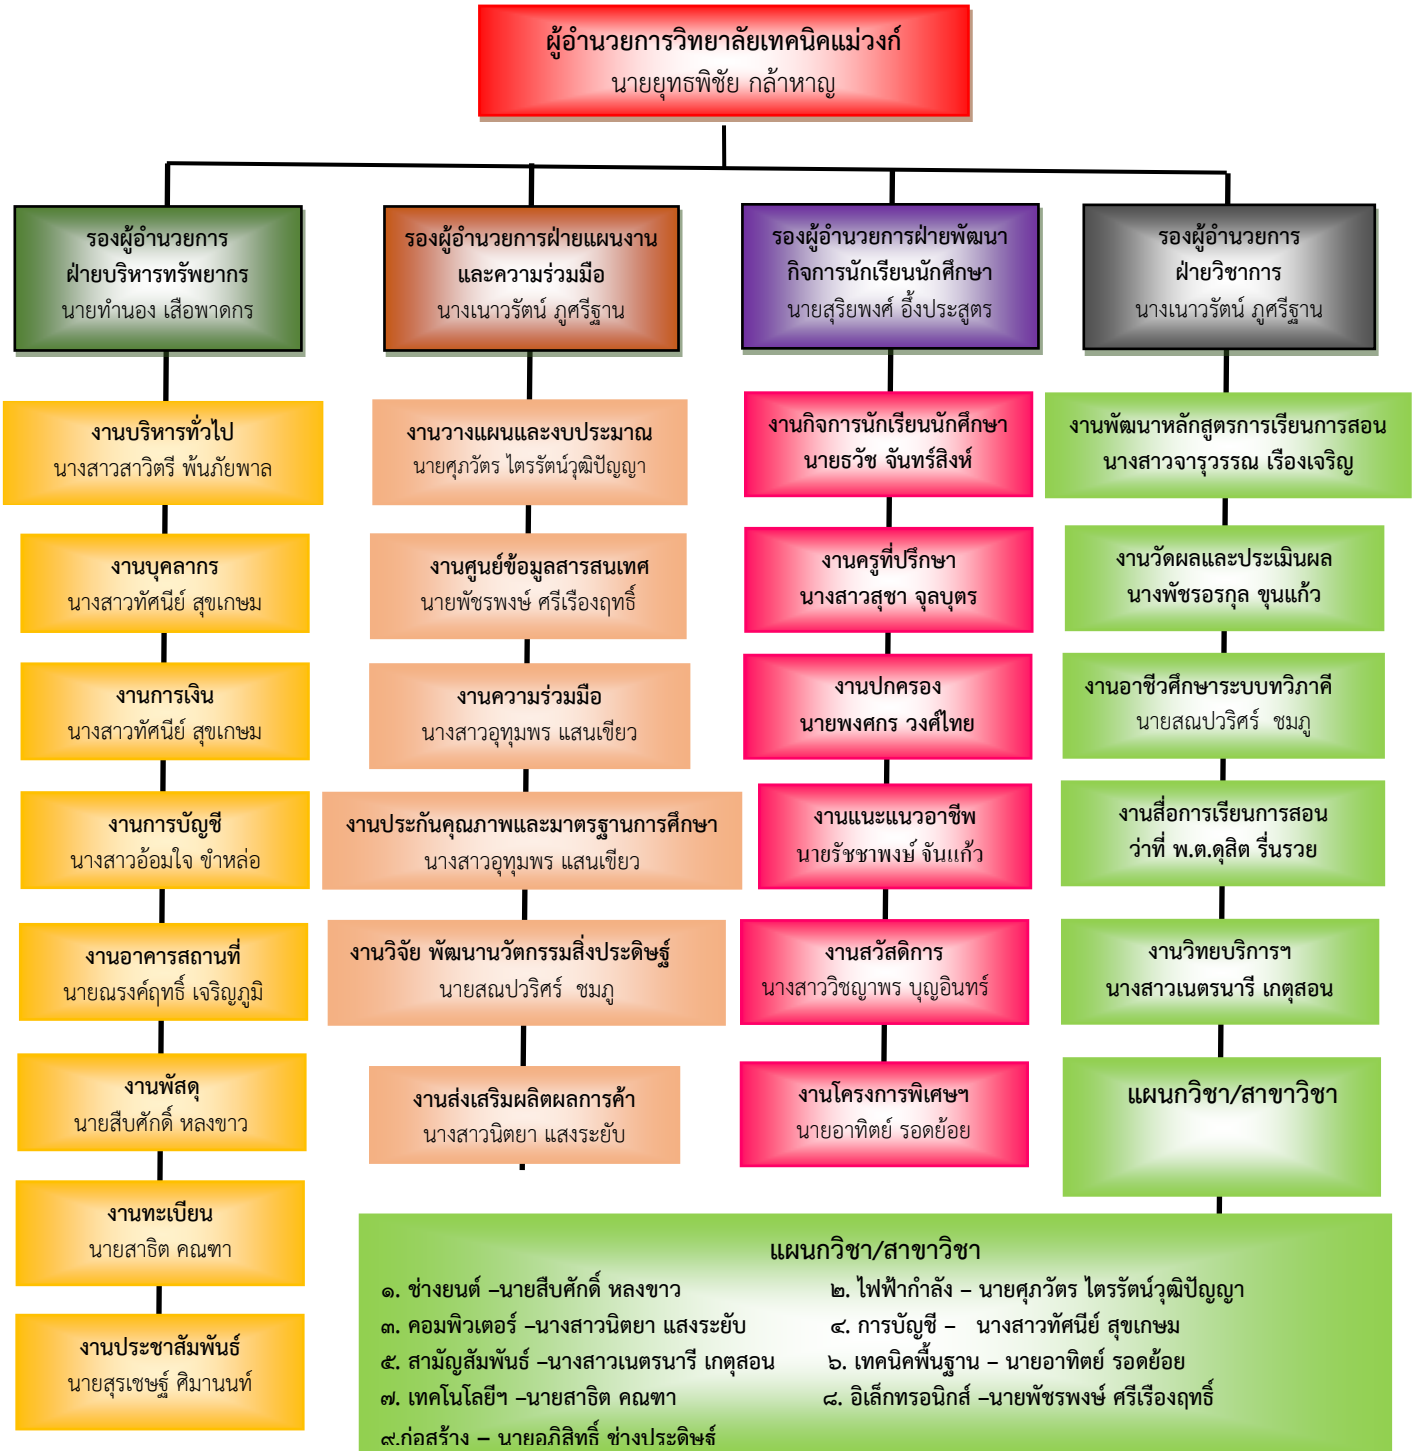 ผู้อำนวยการวิทยาลัยเทคนิคแม่วงก์
นายยุทธพิชัย กล้าหาญ
รองผู้อำนวยการ
ฝ่ายบริหารทรัพยากร
นายทำนอง เสือพาดกร
รองผู้อำนวยการฝ่ายแผนงาน
และความร่วมมือ
นางเนาวรัตน์ ภูศรีฐาน
รองผู้อำนวยการฝ่ายพัฒนา
กิจการนักเรียนนักศึกษา
นายสุริยพงศ์ อึ้งประสูตร
รองผู้อำนวยการ
ฝ่ายวิชาการ
นางเนาวรัตน์ ภูศรีฐาน
งานบริหารทั่วไป
นางสาวสาวิตรี พ้นภัยพาล
งานบุคลากร
นางสาวทัศนีย์ สุขเกษม
งานการเงิน
นางสาวทัศนีย์ สุขเกษม
งานการบัญชี
นางสาวอ้อมใจ ขำหล่อ
งานอาคารสถานที่
นายณรงค์ฤทธิ์ เจริญภูมิ
งานพัสดุ
นายสืบศักดิ์ หลงขาว
งานทะเบียน
นายสาธิต คณฑา
งานประชาสัมพันธ์
นายสุรเชษฐ์ ศิมานนท์
งานวางแผนและงบประมาณ
นายศุภวัตร ไตรรัตน์วุฒิปัญญา
งานศูนย์ข้อมูลสารสนเทศ
นายพัชรพงษ์ ศรีเรืองฤทธิ์
งานความร่วมมือ
นางสาวอุทุมพร แสนเขียว
งานประกันคุณภาพและมาตรฐานการศึกษา
นางสาวอุทุมพร แสนเขียว
งานวิจัย พัฒนานวัตกรรมสิ่งประดิษฐ์
นายสณปวริศร์ ชมภู
งานส่งเสริมผลิตผลการค้า
นางสาวนิตยา แสงระยับ
งานกิจการนักเรียนนักศึกษา
นายธวัช จันทร์สิงห์
งานครูที่ปรึกษา
นางสาวสุชา จุลบุตร
งานปกครอง
นายพงศกร วงศ์ไทย
งานแนะแนวอาชีพ
นายรัชชาพงษ์ จันแก้ว
งานสวัสดิการ
นางสาววิชญาพร บุญอินทร์
งานโครงการพิเศษฯ
นายอาทิตย์ รอดย้อย
งานพัฒนาหลักสูตรการเรียนการสอน
นางสาวจารุวรรณ เรืองเจริญ
งานวัดผลและประเมินผล
นางพัชรอรกุล ขุนแก้ว
งานอาชีวศึกษาระบบทวิภาคี
นายสณปวริศร์ ชมภู
งานสื่อการเรียนการสอน
ว่าที่ พ.ต.ดุสิต รื่นรวย
งานวิทยบริการฯ
นางสาวเนตรนารี เกตุสอน
แผนกวิชา/สาขาวิชา
แผนกวิชา/สาขาวิชา
๑. ช่างยนต์ –นายสืบศักดิ์ หลงขาว ๒. ไฟฟ้ากำลัง – นายศุภวัตร ไตรรัตน์วุฒิปัญญา
๓. คอมพิวเตอร์ –นางสาวนิตยา แสงระยับ ๔. การบัญชี – นางสาวทัศนีย์ สุขเกษม
๕. สามัญสัมพันธ์ –นางสาวเนตรนารี เกตุสอน ๖. เทคนิคพื้นฐาน – นายอาทิตย์ รอดย้อย
๗. เทคโนโลยีฯ –นายสาธิต คณฑา ๘. อิเล็กทรอนิกส์ –นายพัชรพงษ์ ศรีเรืองฤทธิ์
๙.ก่อสร้าง – นายอภิสิทธิ์ ช่างประดิษฐ์